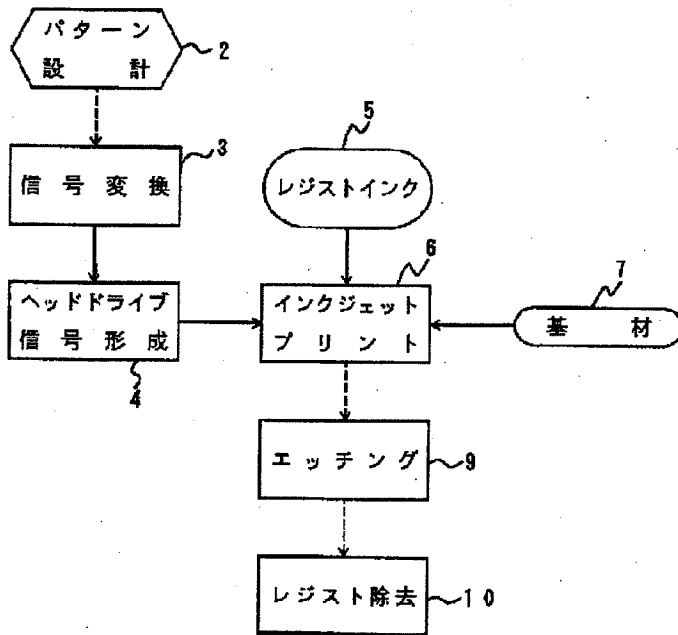 パターン
設計
2
信号変換
3
ヘッドドライブ
信号形成
4
レジストインク
5
インクジェット
プリント
6
基材
7
エッチング
9
レジスト除去
10